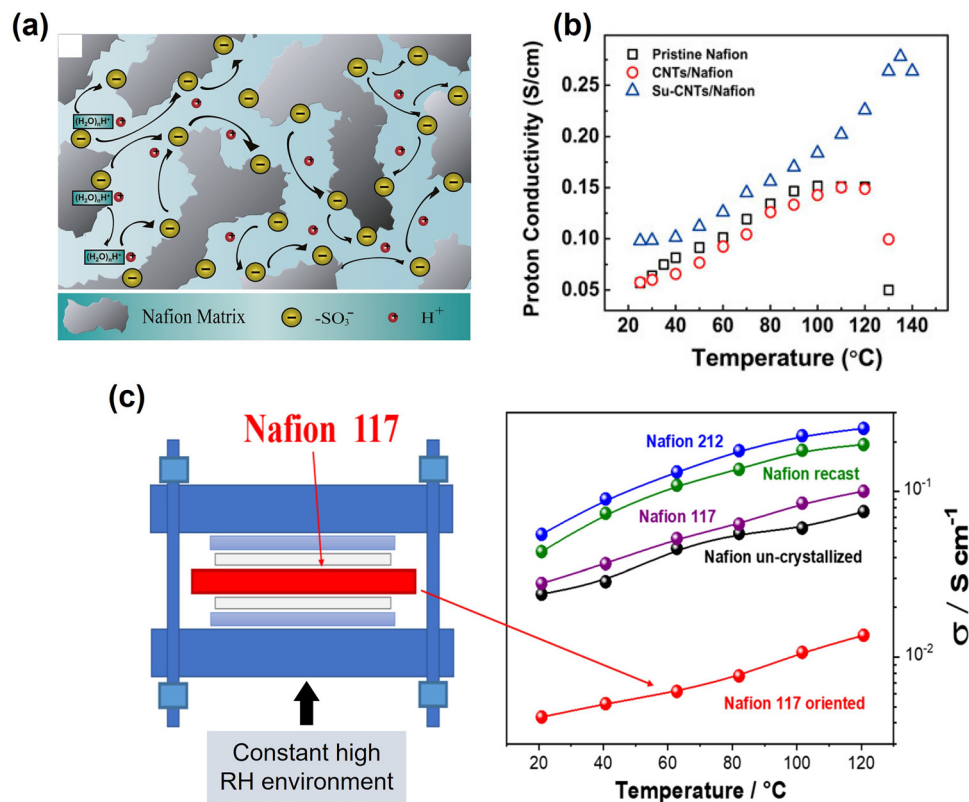 (a)
(H₂O)ₙH⁺
(H₂O)ₙH⁺
(H₂O)ₙH⁺
Nafion Matrix
-SO₃⁻
H⁺
(b)
Proton Conductivity (S/cm)
0.25
0.20
0.15
0.10
0.05
Pristine Nafion
CNTs/Nafion
Su-CNTs/Nafion
20 40 60 80 100 120 140
Temperature (°C)
(c)
Nafion 117
Constant high
RH environment
Nafion 212
Nafion recast
Nafion 117
Nafion un-crystallized
Nafion 117 oriented
10⁻¹
10⁻²
σ / S cm⁻¹
20 40 60 80 100 120
Temperature / °C